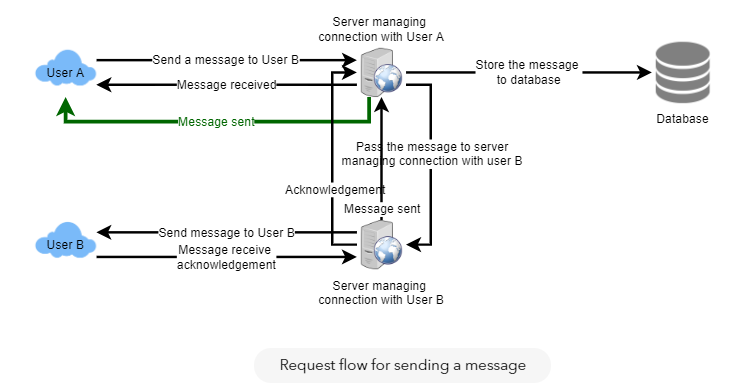 Server managing
connection with User A
Send a message to User B
User A
Message received
Store the message
to database
Database
Message sent
Pass the message to server
managing connection with user B
Acknowledgement
Message sent
Send message to User B
User B
Message receive
acknowledgement
Server managing
connection with User B
Request flow for sending a message